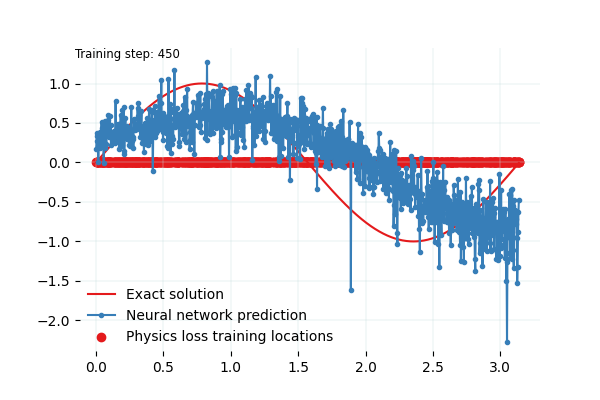 Training step: 450
1.0
0.5
0.0
−0.5
−1.0
−1.5
−2.0
Exact solution
Neural network prediction
Physics loss training locations
0.0 0.5 1.0 1.5 2.0 2.5 3.0